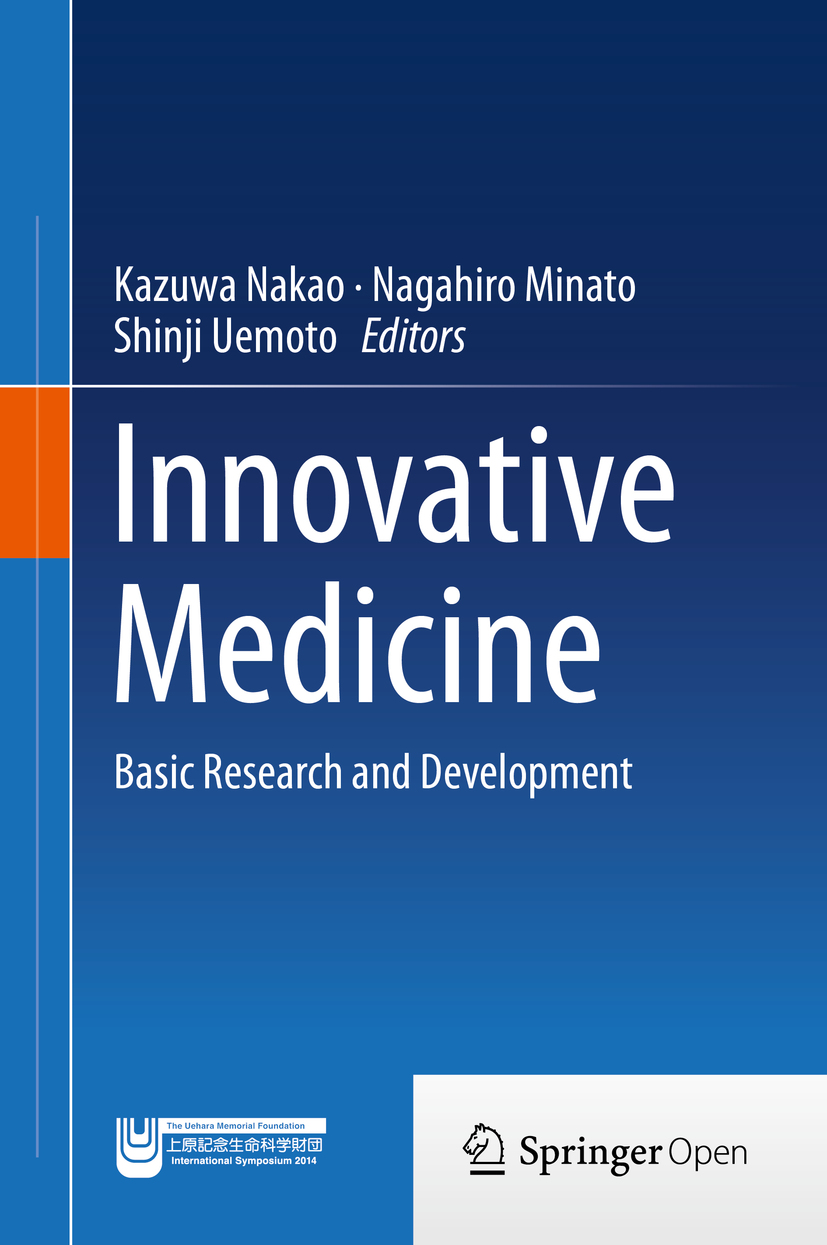 Kazuwa Nakao · Nagahiro Minato
Shinji Uemoto Editors
Innovative
Medicine
Basic Research and Development
The Uehara Memorial Foundation
上原記念生命科学財団
International Symposium 2014
Springer Open